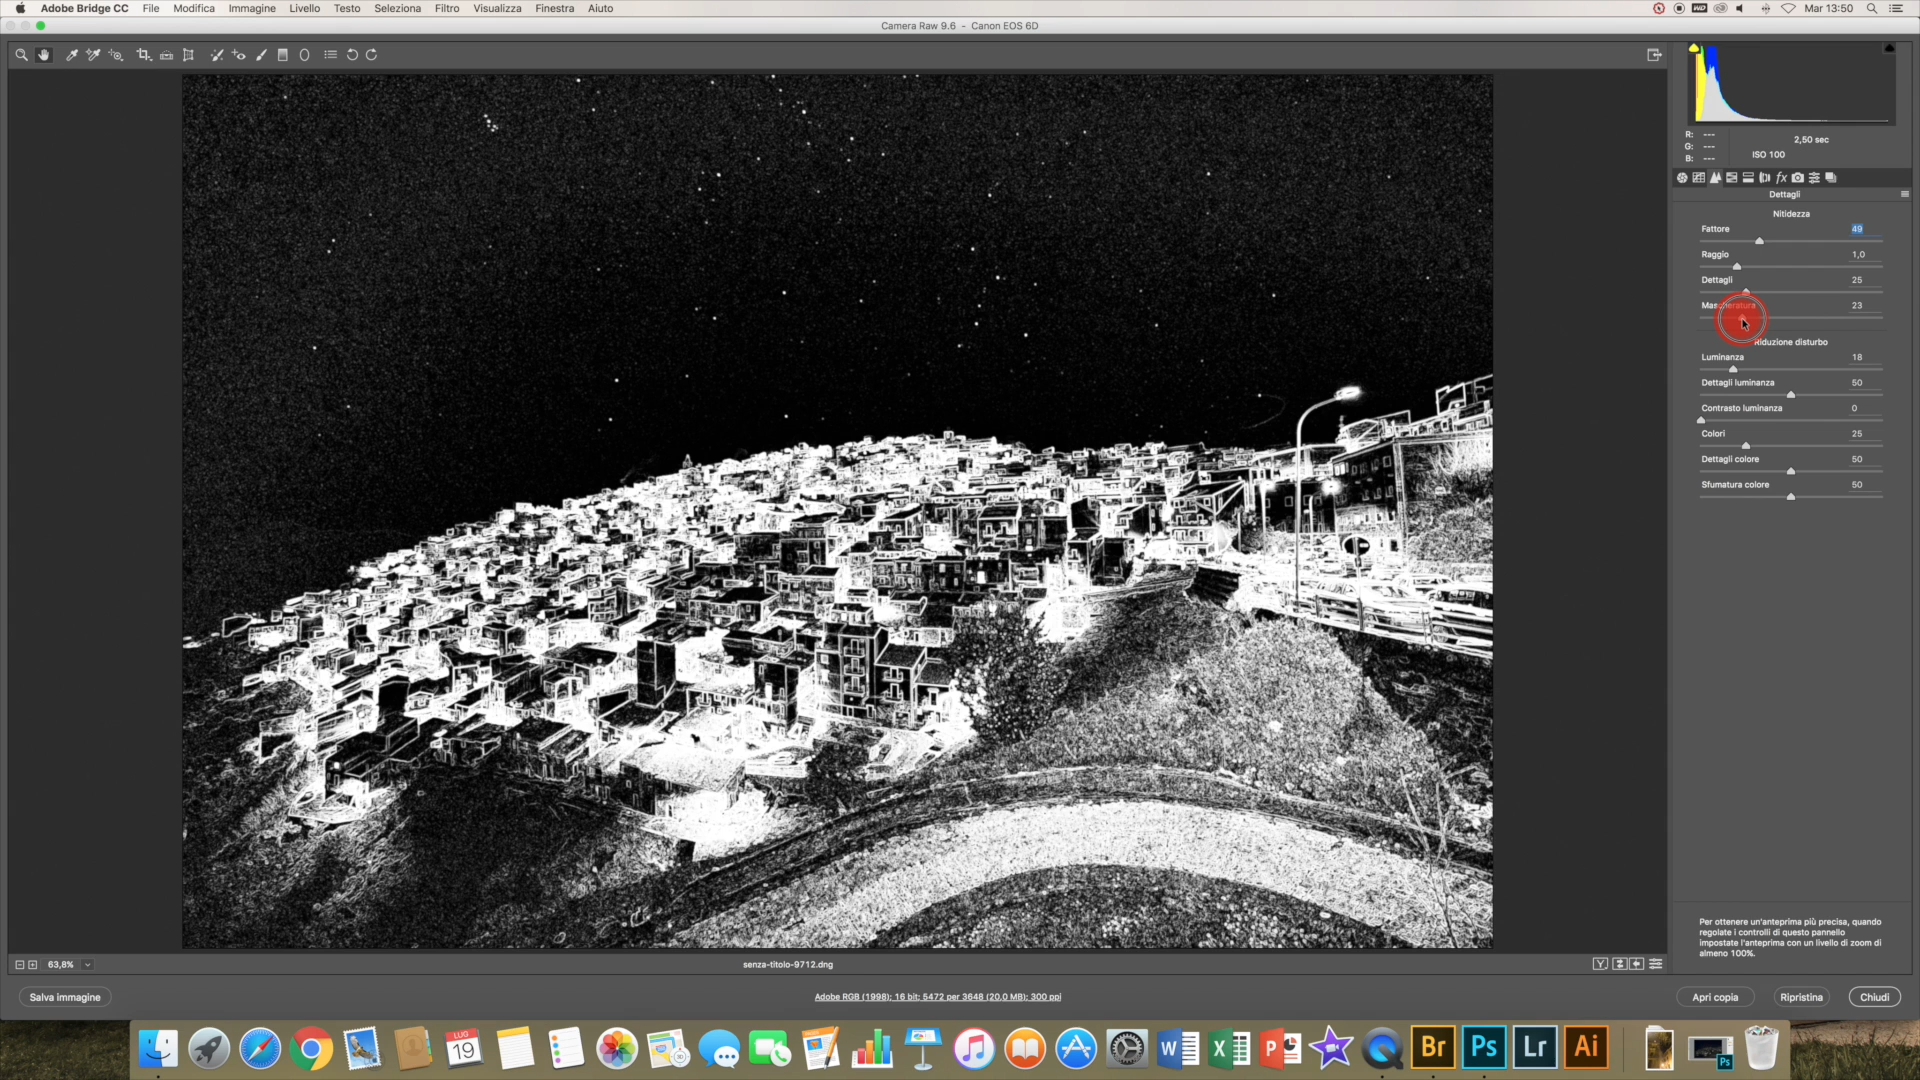 Adobe Bridge CC File Modifica Immagine Livello Testo Seleziona Filtro Visualizza Finestra Aiuto
Mar 13:50
Camera Raw 9.6 - Canon EOS 6D
R: ---
G: ---
B: ---
2,50 sec
ISO 100
Dettagli
Nitidezza
Fattore 49
Raggio 1,0
Dettagli 25
Mascheratura 23
Riduzione disturbo
Luminanza 18
Dettagli luminanza 50
Contrasto luminanza 0
Colori 25
Dettagli colore 50
Sfumatura colore 50
Per ottenere un'anteprima più precisa, quando
regolate i controlli di questo pannello
impostate l'anteprima con un livello di zoom di
almeno 100%.
63,8%
senza-titolo-9712.dng
Salva immagine
Adobe RGB (1998); 16 bit; 5472 per 3648 (20,0 MB); 300 ppi
Apri copia Ripristina Chiudi
LUG
19
3D
W X P Br Ps Lr Ai
Ps